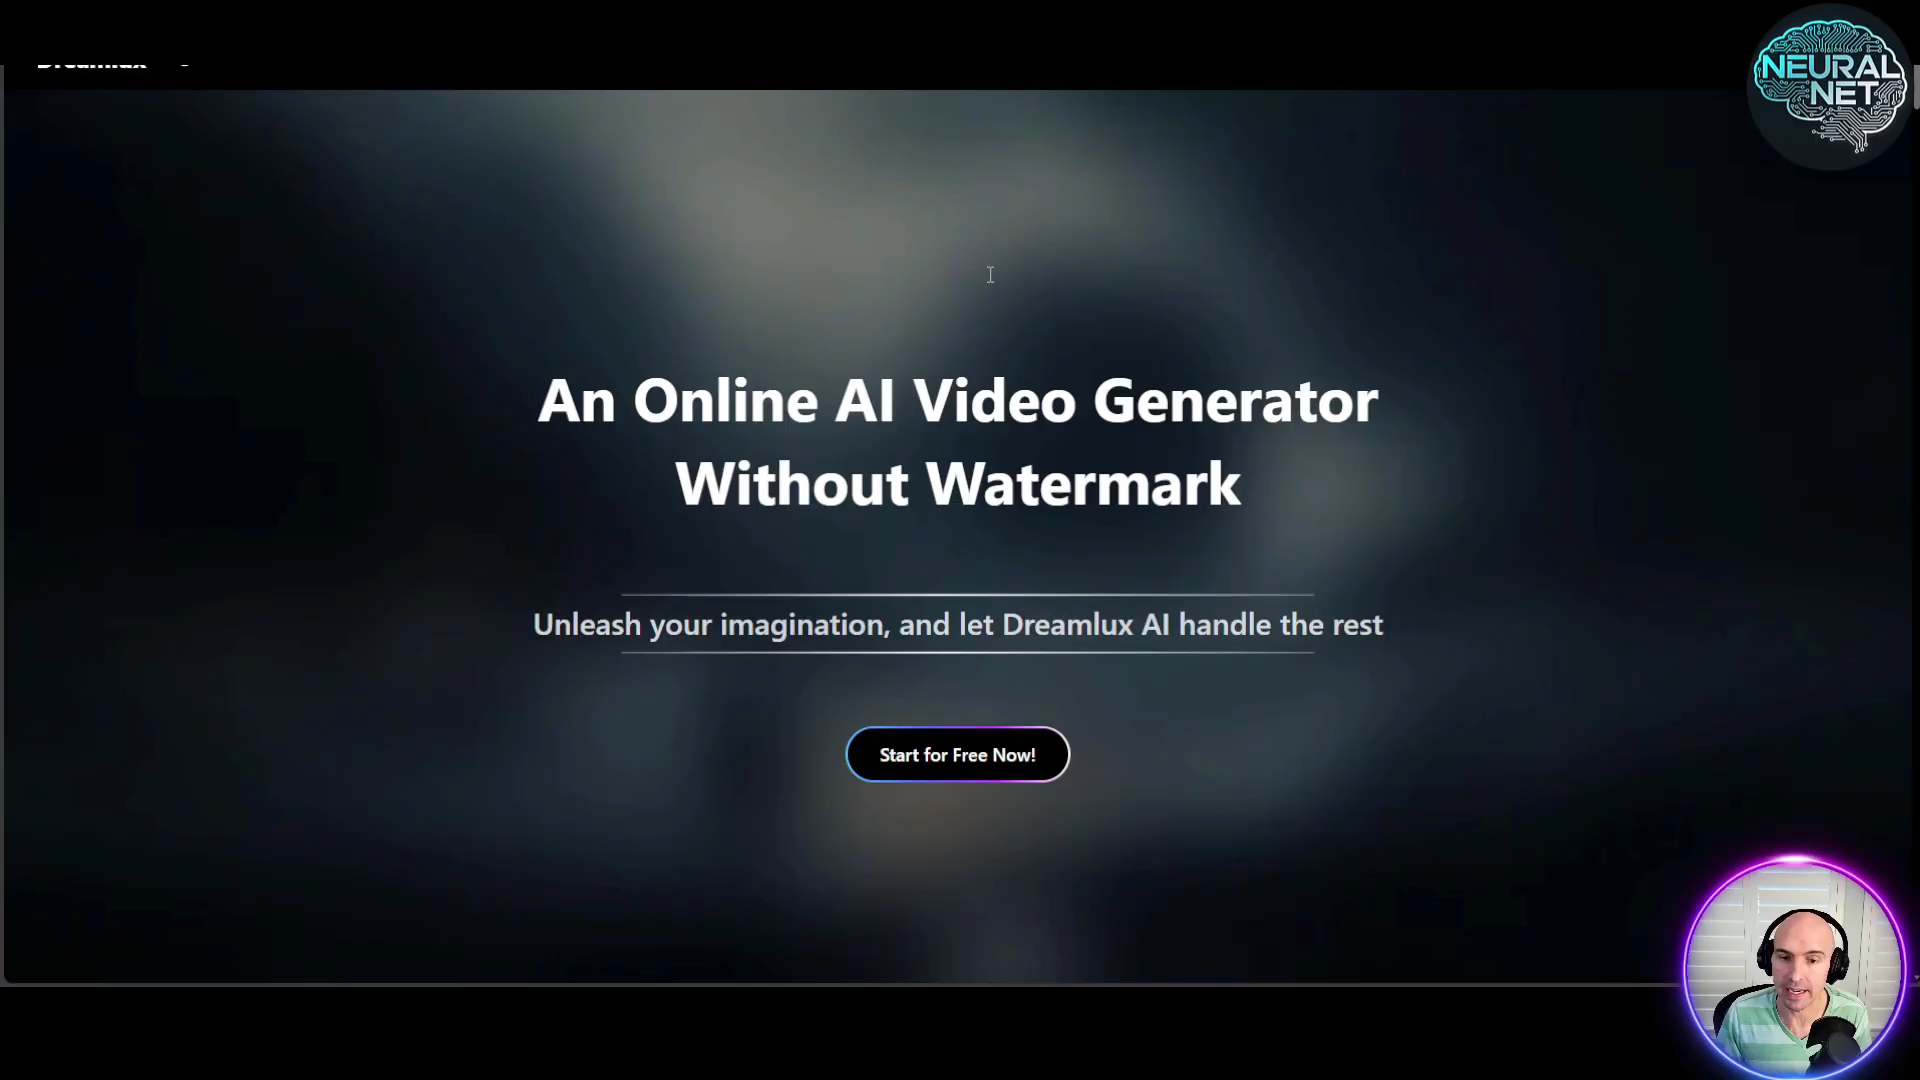 Dreamlux
NEURAL
NET
An Online AI Video Generator
Without Watermark
Unleash your imagination, and let Dreamlux AI handle the rest
Start for Free Now!